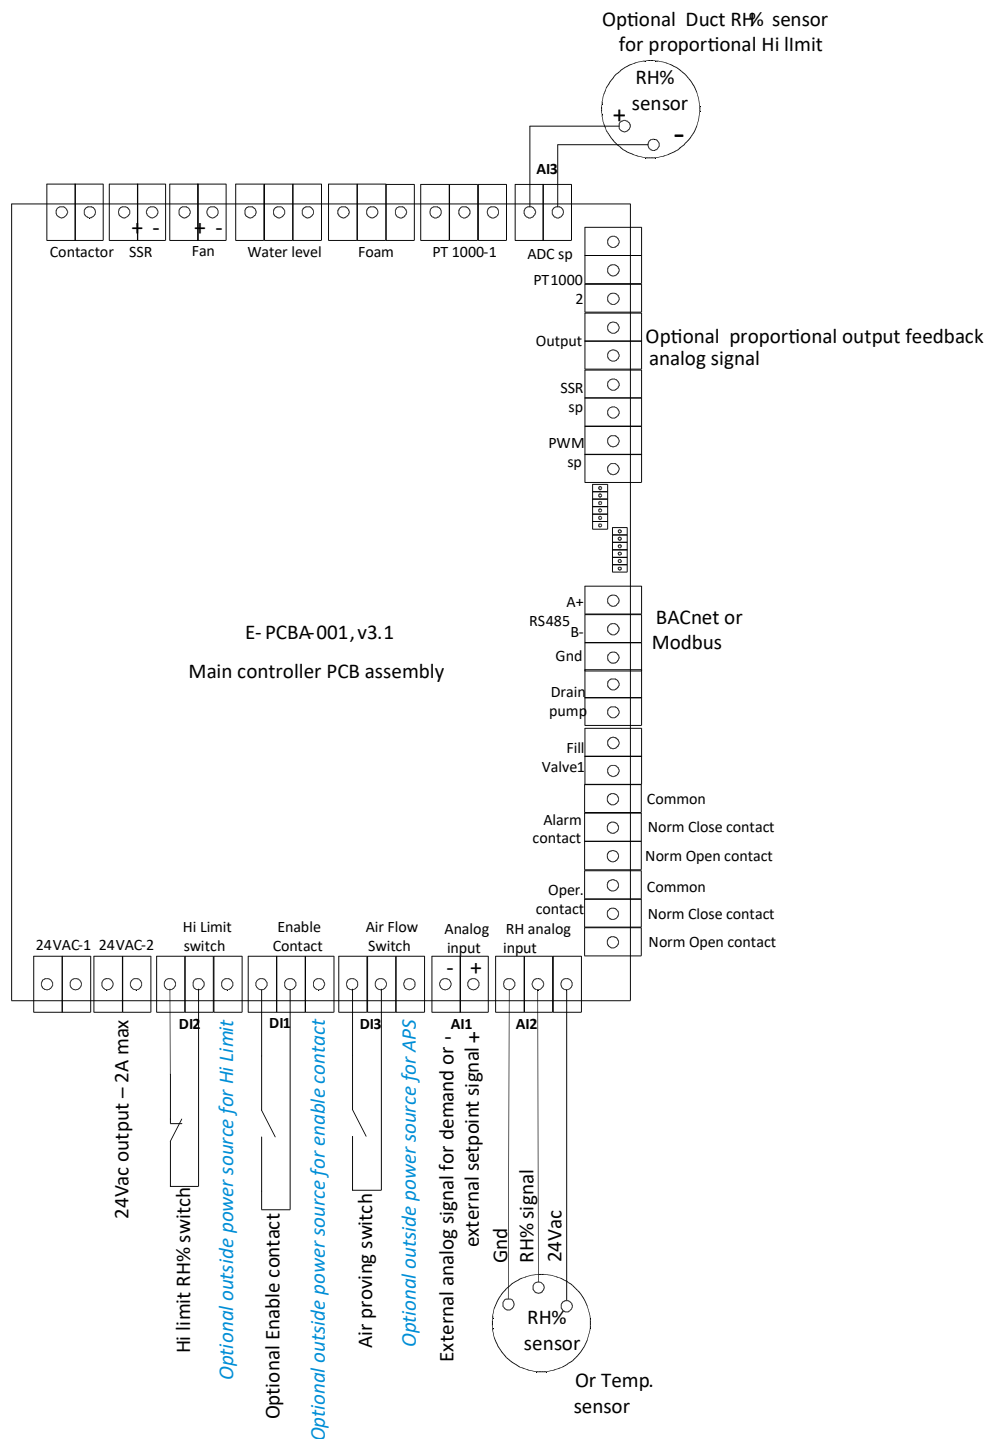 Optional Duct RH% sensor
for proportional Hi lImit
RH%
sensor
+
-
AI3
+ -
+ -
Contactor
SSR
Fan
Water level
Foam
PT 1000-1
ADC sp
PT1000
2
Output
Optional proportional output feedback
analog signal
SSR
sp
PWM
sp
A+
RS485
B-
Gnd
BACnet or
Modbus
E- PCBA-001, v3.1
Main controller PCB assembly
Drain
pump
Fill
Valve1
Common
Alarm
contact
Norm Close contact
Norm Open contact
Oper.
contact
Common
Norm Close contact
Norm Open contact
24VAC-1
24VAC-2
Hi Limit
switch
Enable
Contact
Air Flow
Switch
Analog
input
- +
RH analog
input
DI2
DI1
DI3
AI1
AI2
24Vac output – 2A max
Hi limit RH% switch
Optional outside power source for Hi Limit
Optional Enable contact
Optional outside power source for enable contact
Air proving switch
Optional outside power source for APS
External analog signal for demand or -
external setpoint signal +
Gnd
RH% signal
24Vac
RH%
sensor
Or Temp.
sensor